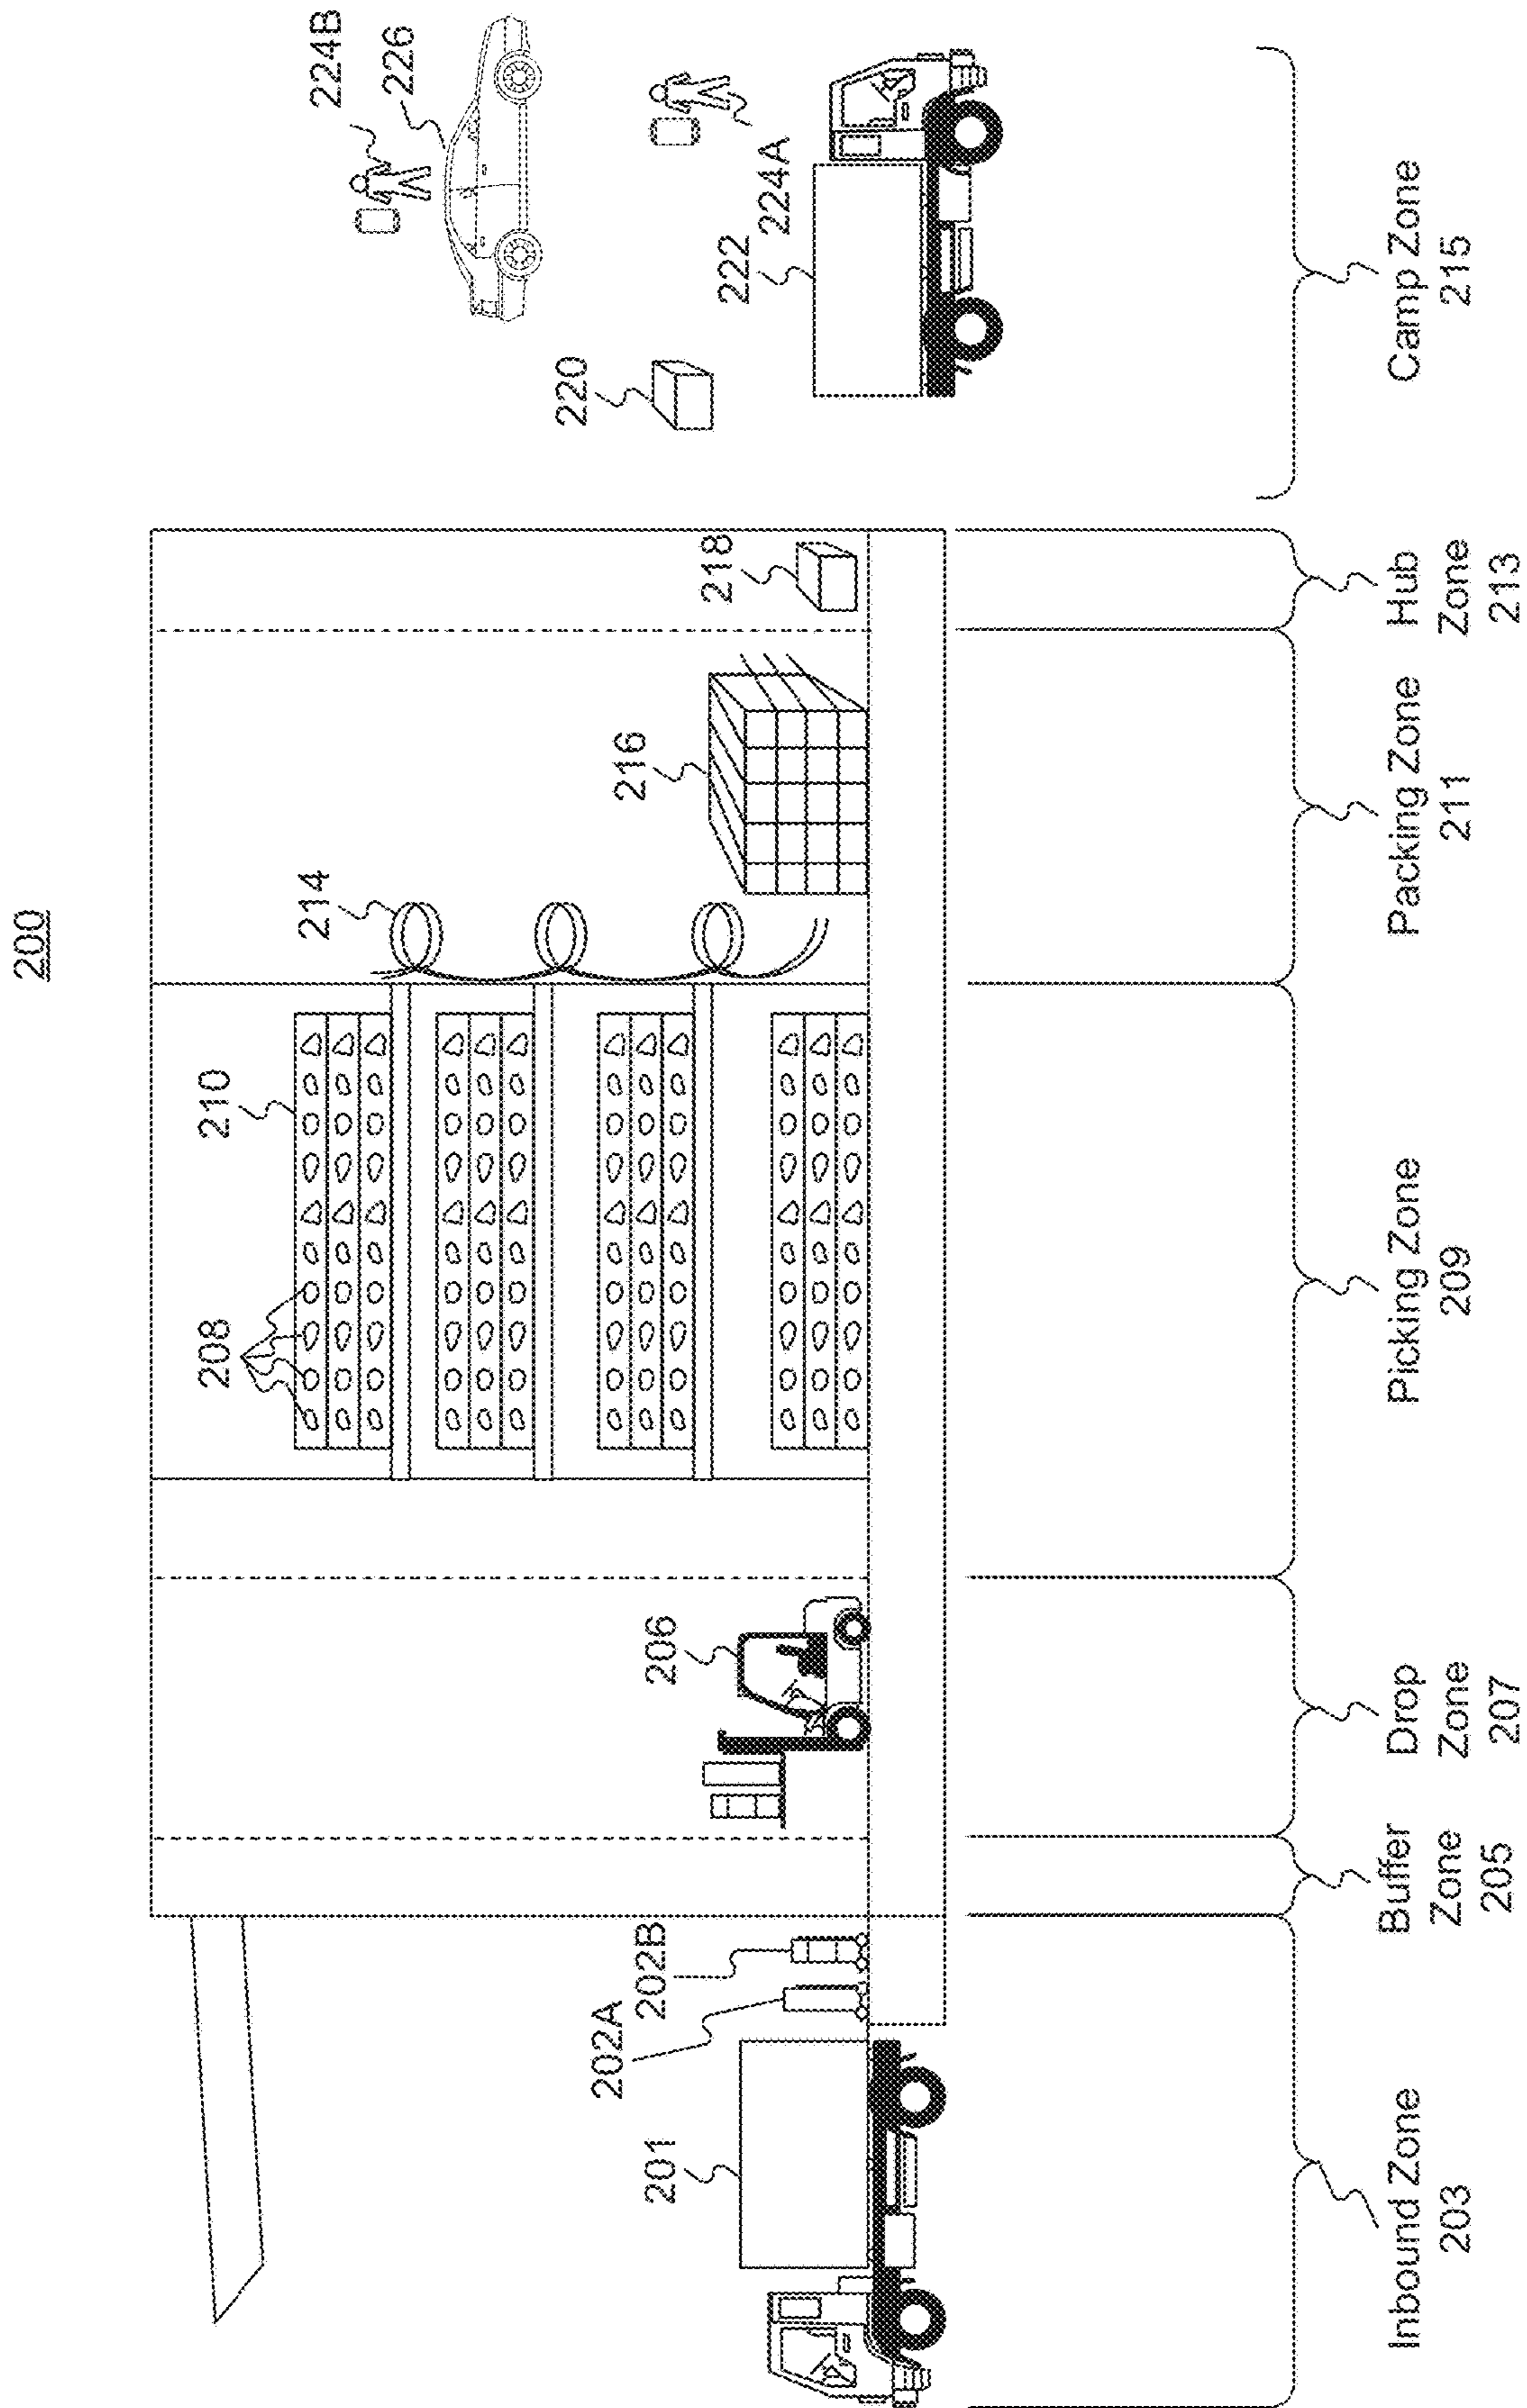 200
201
202A
202B
206
208
210
214
216
218
220
222
224A
224B
226
Inbound Zone
203
Buffer
Zone
205
Drop
Zone
207
Picking Zone
209
Packing Zone
211
Hub
Zone
213
Camp Zone
215